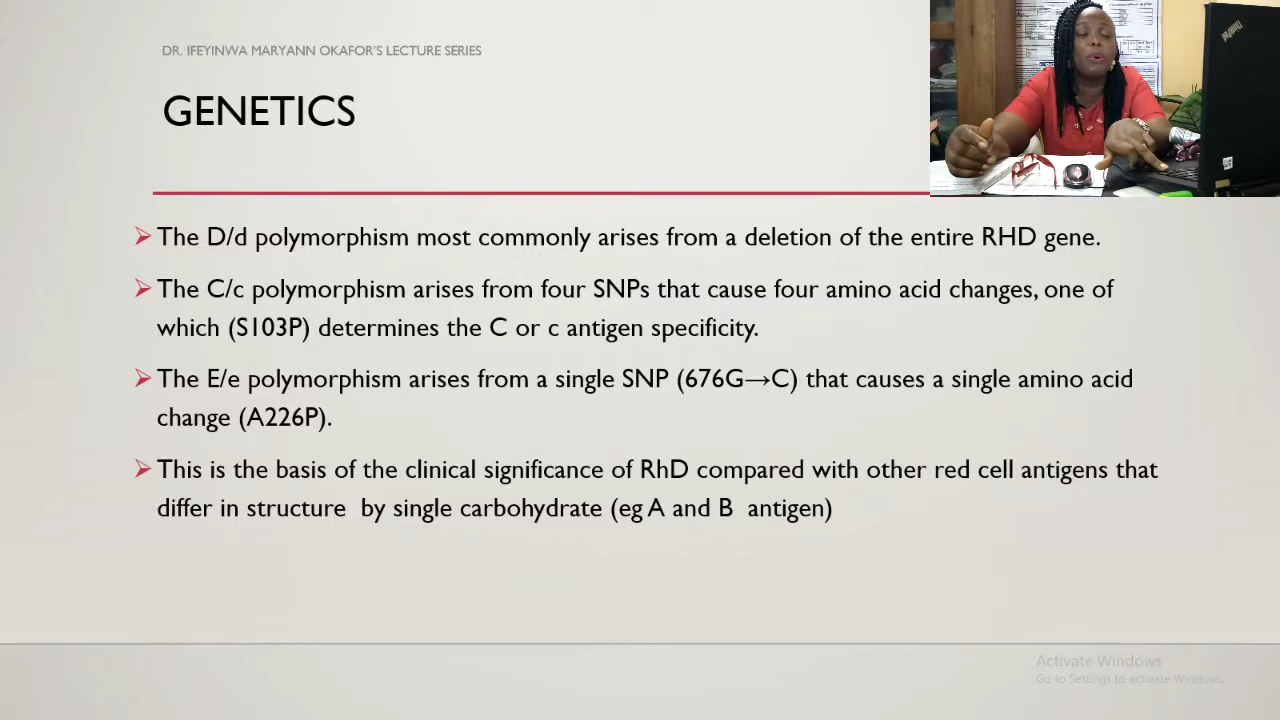 DR. IFEYINWA MARYANN OKAFOR'S LECTURE SERIES
GENETICS
The D/d polymorphism most commonly arises from a deletion of the entire RHD gene.
The C/c polymorphism arises from four SNPs that cause four amino acid changes, one of
which (S103P) determines the C or c antigen specificity.
The E/e polymorphism arises from a single SNP (676G→C) that causes a single amino acid
change (A226P).
This is the basis of the clinical significance of RhD compared with other red cell antigens that
differ in structure by single carbohydrate (eg A and B antigen)
Activate Windows
Go to Settings to activate Windows.